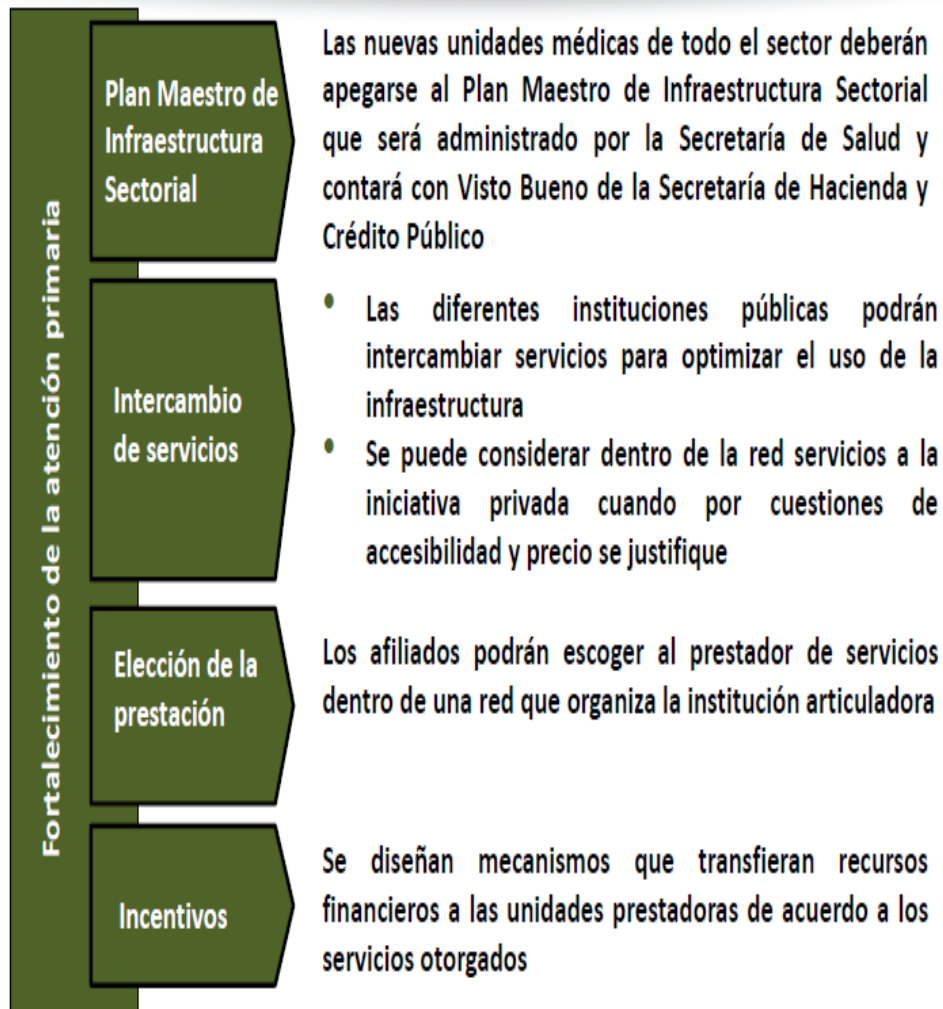 Fortalecimiento de la atención primaria
Plan Maestro de
Infraestructura
Sectorial
Las nuevas unidades médicas de todo el sector deberán
apegarse al Plan Maestro de Infraestructura Sectorial
que será administrado por la Secretaría de Salud y
contará con Visto Bueno de la Secretaría de Hacienda y
Crédito Público
Intercambio
de servicios
• Las diferentes instituciones públicas podrán
intercambiar servicios para optimizar el uso de la
infraestructura
• Se puede considerar dentro de la red servicios a la
iniciativa privada cuando por cuestiones de
accesibilidad y precio se justifique
Elección de la
prestación
Los afiliados podrán escoger al prestador de servicios
dentro de una red que organiza la institución articuladora
Incentivos
Se diseñan mecanismos que transfieran recursos
financieros a las unidades prestadoras de acuerdo a los
servicios otorgados